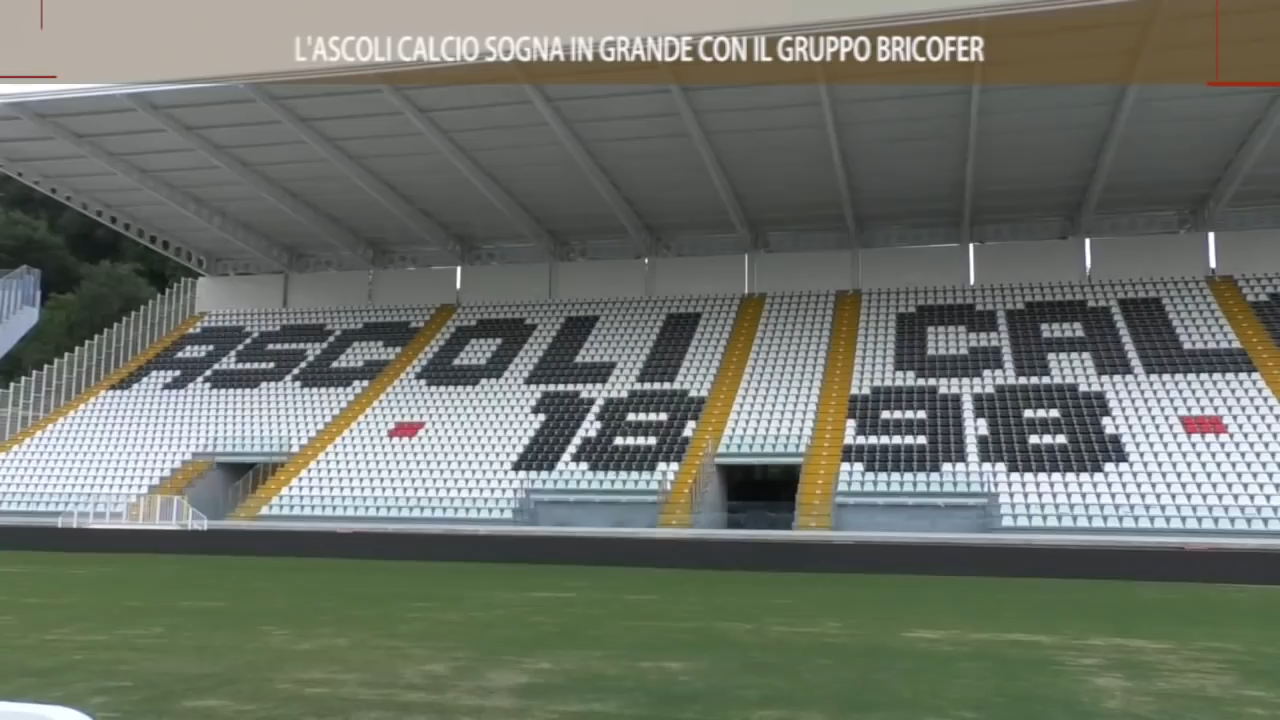 L'ASCOLI CALCIO SOGNA IN GRANDE CON IL GRUPPO BRICOFER
ASCOLI CAL
1898